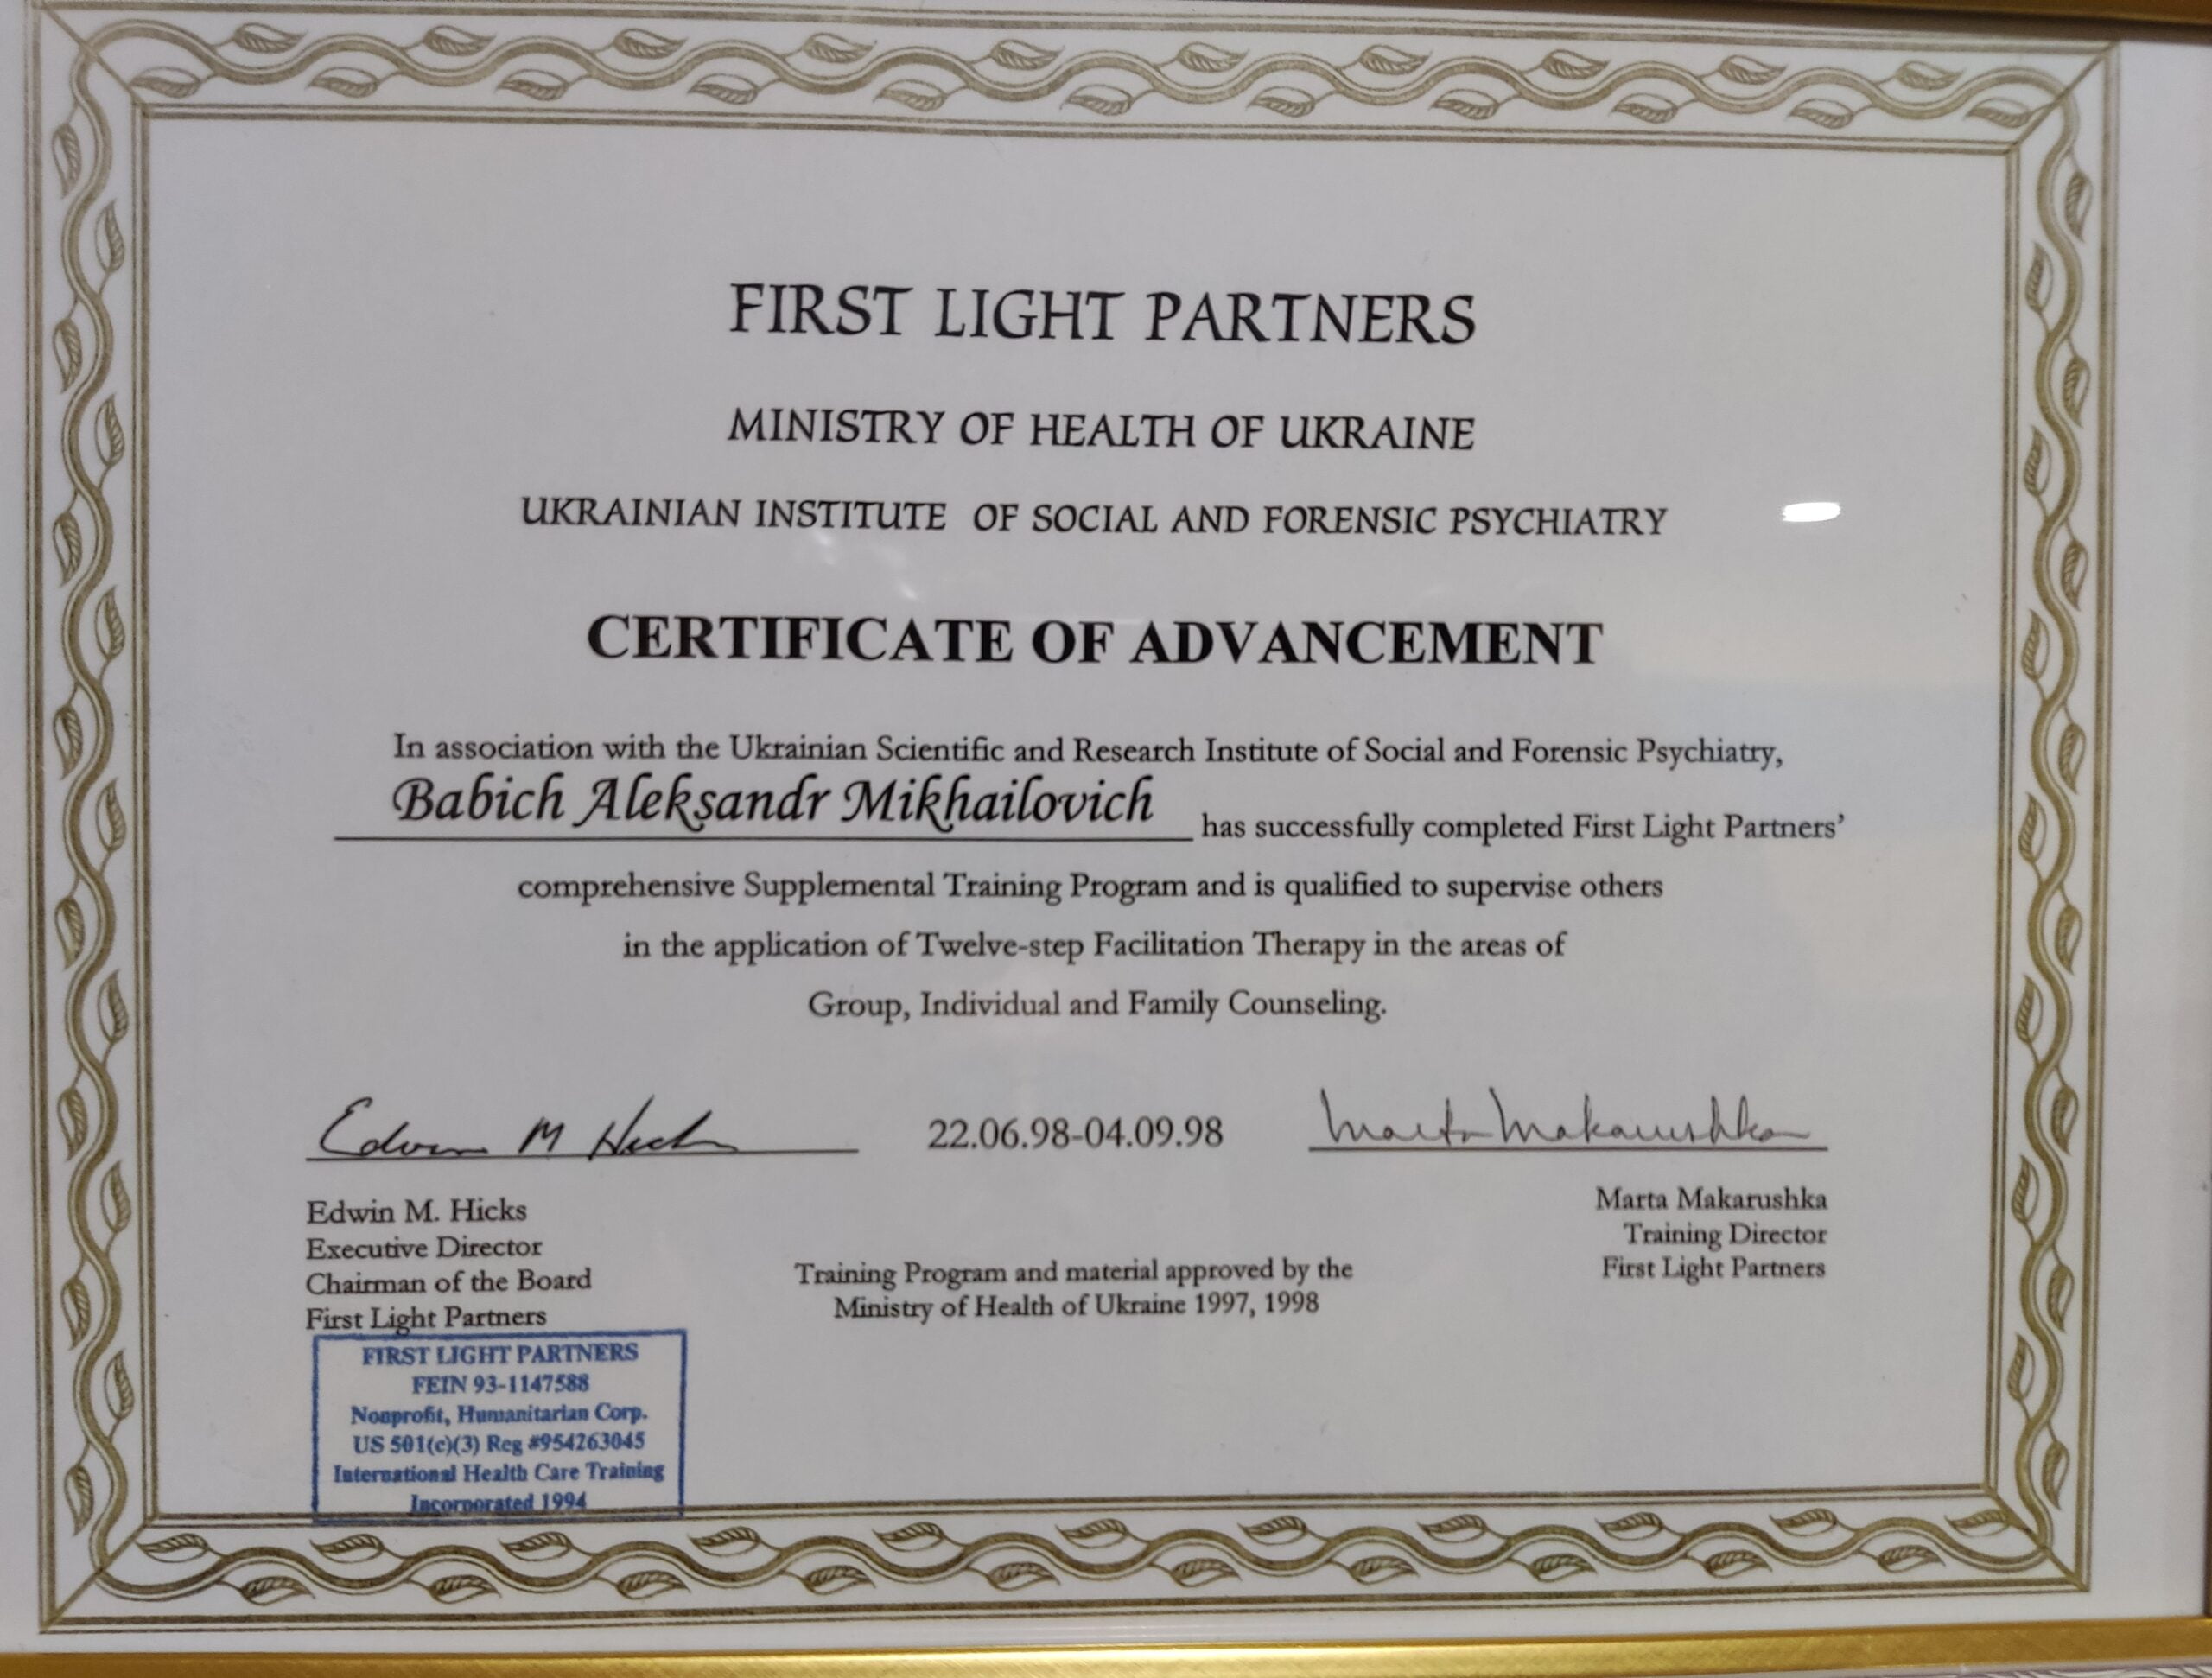 FIRST LIGHT PARTNERS
MINISTRY OF HEALTH OF UKRAINE
UKRAINIAN INSTITUTE OF SOCIAL AND FORENSIC PSYCHIATRY
CERTIFICATE OF ADVANCEMENT
In association with the Ukrainian Scientific and Research Institute of Social and Forensic Psychiatry,
Babich Aleksandr Mikhailovich has successfully completed First Light Partners’
comprehensive Supplemental Training Program and is qualified to supervise others
in the application of Twelve-step Facilitation Therapy in the areas of
Group, Individual and Family Counseling.
Edwin M Hicks 22.06.98-04.09.98 Marta Makarushka
Edwin M. Hicks
Executive Director
Chairman of the Board
First Light Partners
Training Program and material approved by the
Ministry of Health of Ukraine 1997, 1998
Marta Makarushka
Training Director
First Light Partners
FIRST LIGHT PARTNERS
FEIN 93-1147588
Nonprofit, Humanitarian Corp.
US 501(c)(3) Reg #954263045
International Health Care Training
Incorporated 1994